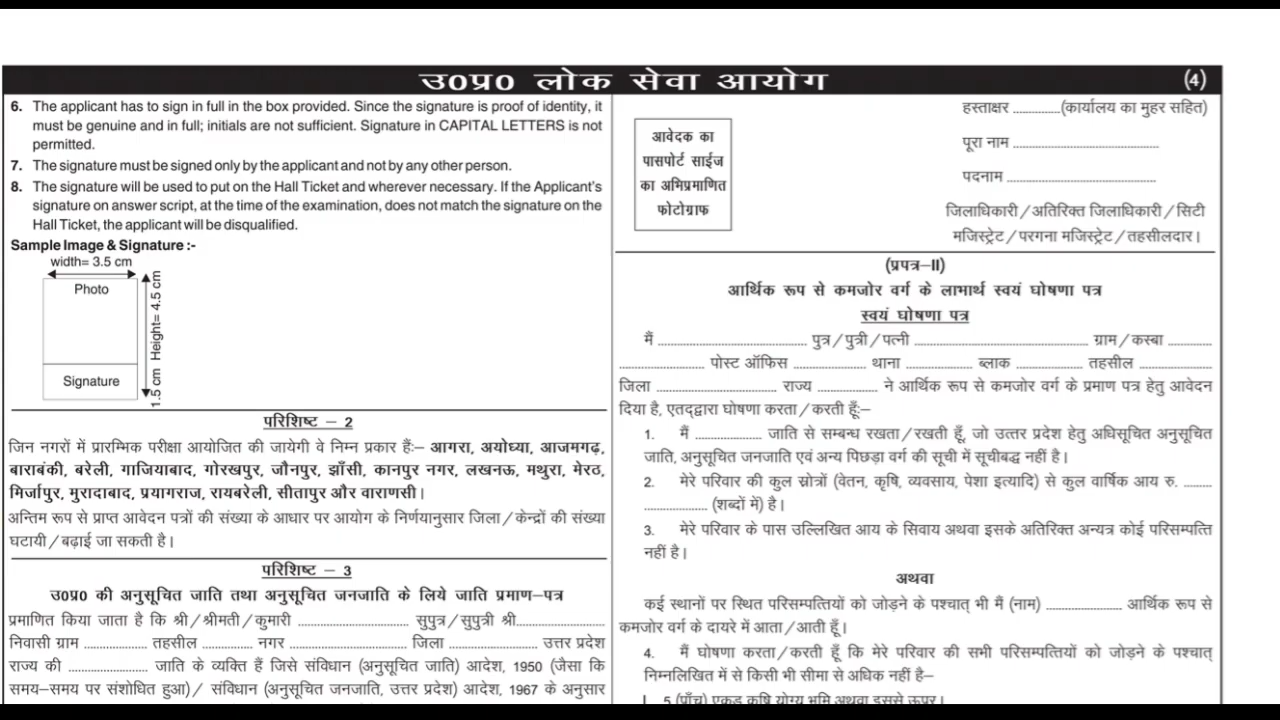 उ0प्र0 लोक सेवा आयोग (4)
6. The applicant has to sign in full in the box provided. Since the signature is proof of identity, it
must be genuine and in full; initials are not sufficient. Signature in CAPITAL LETTERS is not
permitted.
7. The signature must be signed only by the applicant and not by any other person.
8. The signature will be used to put on the Hall Ticket and wherever necessary. If the Applicant's
signature on answer script, at the time of the examination, does not match the signature on the
Hall Ticket, the applicant will be disqualified.
Sample Image & Signature :-
width= 3.5 cm
Photo
Height= 4.5 cm
Signature
1.5 cm
परिशिष्ट – 2
जिन नगरों में प्रारम्भिक परीक्षा आयोजित की जायेगी वे निम्न प्रकार हैं:– आगरा, अयोध्या, आजमगढ़,
बाराबंकी, बरेली, गाजियाबाद, गोरखपुर, जौनपुर, झाँसी, कानपुर नगर, लखनऊ, मथुरा, मेरठ,
मिर्जापुर, मुरादाबाद, प्रयागराज, रायबरेली, सीतापुर और वाराणसी।
अन्तिम रूप से प्राप्त आवेदन पत्रों की संख्या के आधार पर आयोग के निर्णयानुसार जिला/केन्द्रों की संख्या
घटायी/बढ़ाई जा सकती है।
परिशिष्ट – 3
उ0प्र0 की अनुसूचित जाति तथा अनुसूचित जनजाति के लिये जाति प्रमाण–पत्र
प्रमाणित किया जाता है कि श्री/श्रीमती/कुमारी .............................. सुपुत्र/सुपुत्री श्री........................
निवासी ग्राम ................. तहसील .............. नगर ....................................... जिला ........................ उत्तर प्रदेश
राज्य की ..................... जाति के व्यक्ति हैं जिसे संविधान (अनुसूचित जाति) आदेश, 1950 (जैसा कि
समय–समय पर संशोधित हुआ)/ संविधान (अनुसूचित जनजाति, उत्तर प्रदेश) आदेश, 1967 के अनुसार
आवेदक का
पासपोर्ट साईज
का अभिप्रमाणित
फोटोग्राफ
हस्ताक्षर .............(कार्यालय का मुहर सहित)
पूरा नाम .......................................
पदनाम ........................................
जिलाधिकारी/अतिरिक्त जिलाधिकारी/सिटी
मजिस्ट्रेट/परगना मजिस्ट्रेट/तहसीलदार।
(प्रपत्र–II)
आर्थिक रूप से कमजोर वर्ग के लाभार्थ स्वयं घोषणा पत्र
स्वयं घोषणा पत्र
मैं ........................................ पुत्र/पुत्री/पत्नी .............................................. ग्राम/कस्बा ............
....................... पोस्ट ऑफिस ................... थाना ................. ब्लाक ................. तहसील ...................
जिला ................................ राज्य ................ ने आर्थिक रूप से कमजोर वर्ग के प्रमाण पत्र हेतु आवेदन
दिया है, एतद्द्वारा घोषणा करता/करती हूँ:–
1. मैं .................. जाति से सम्बन्ध रखता/रखती हूँ, जो उत्तर प्रदेश हेतु अधिसूचित अनुसूचित
जाति, अनुसूचित जनजाति एवं अन्य पिछड़ा वर्ग की सूची में सूचीबद्ध नहीं है।
2. मेरे परिवार की कुल स्रोत्रों (वेतन, कृषि, व्यवसाय, पेशा इत्यादि) से कुल वार्षिक आय रु. ........
................. (शब्दों में) है।
3. मेरे परिवार के पास उल्लिखित आय के सिवाय अथवा इसके अतिरिक्त अन्यत्र कोई परिसम्पत्ति
नहीं है।
अथवा
कई स्थानों पर स्थित परिसम्पत्तियों को जोड़ने के पश्चात् भी मैं (नाम) .................... आर्थिक रूप से
कमजोर वर्ग के दायरे में आता/आती हूँ।
4. मैं घोषणा करता/करती हूँ कि मेरे परिवार की सभी परिसम्पत्तियों को जोड़ने के पश्चात्
निम्नलिखित में से किसी भी सीमा से अधिक नहीं है–
I. 5 (पाँच) एकड़ कृषि योग्य भूमि अथवा इससे ऊपर।